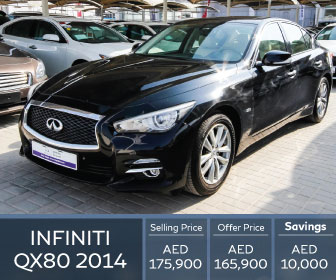 INFINITI
QX80 2014
Selling Price
AED
175,900
Offer Price
AED
165,900
Savings
AED
10,000